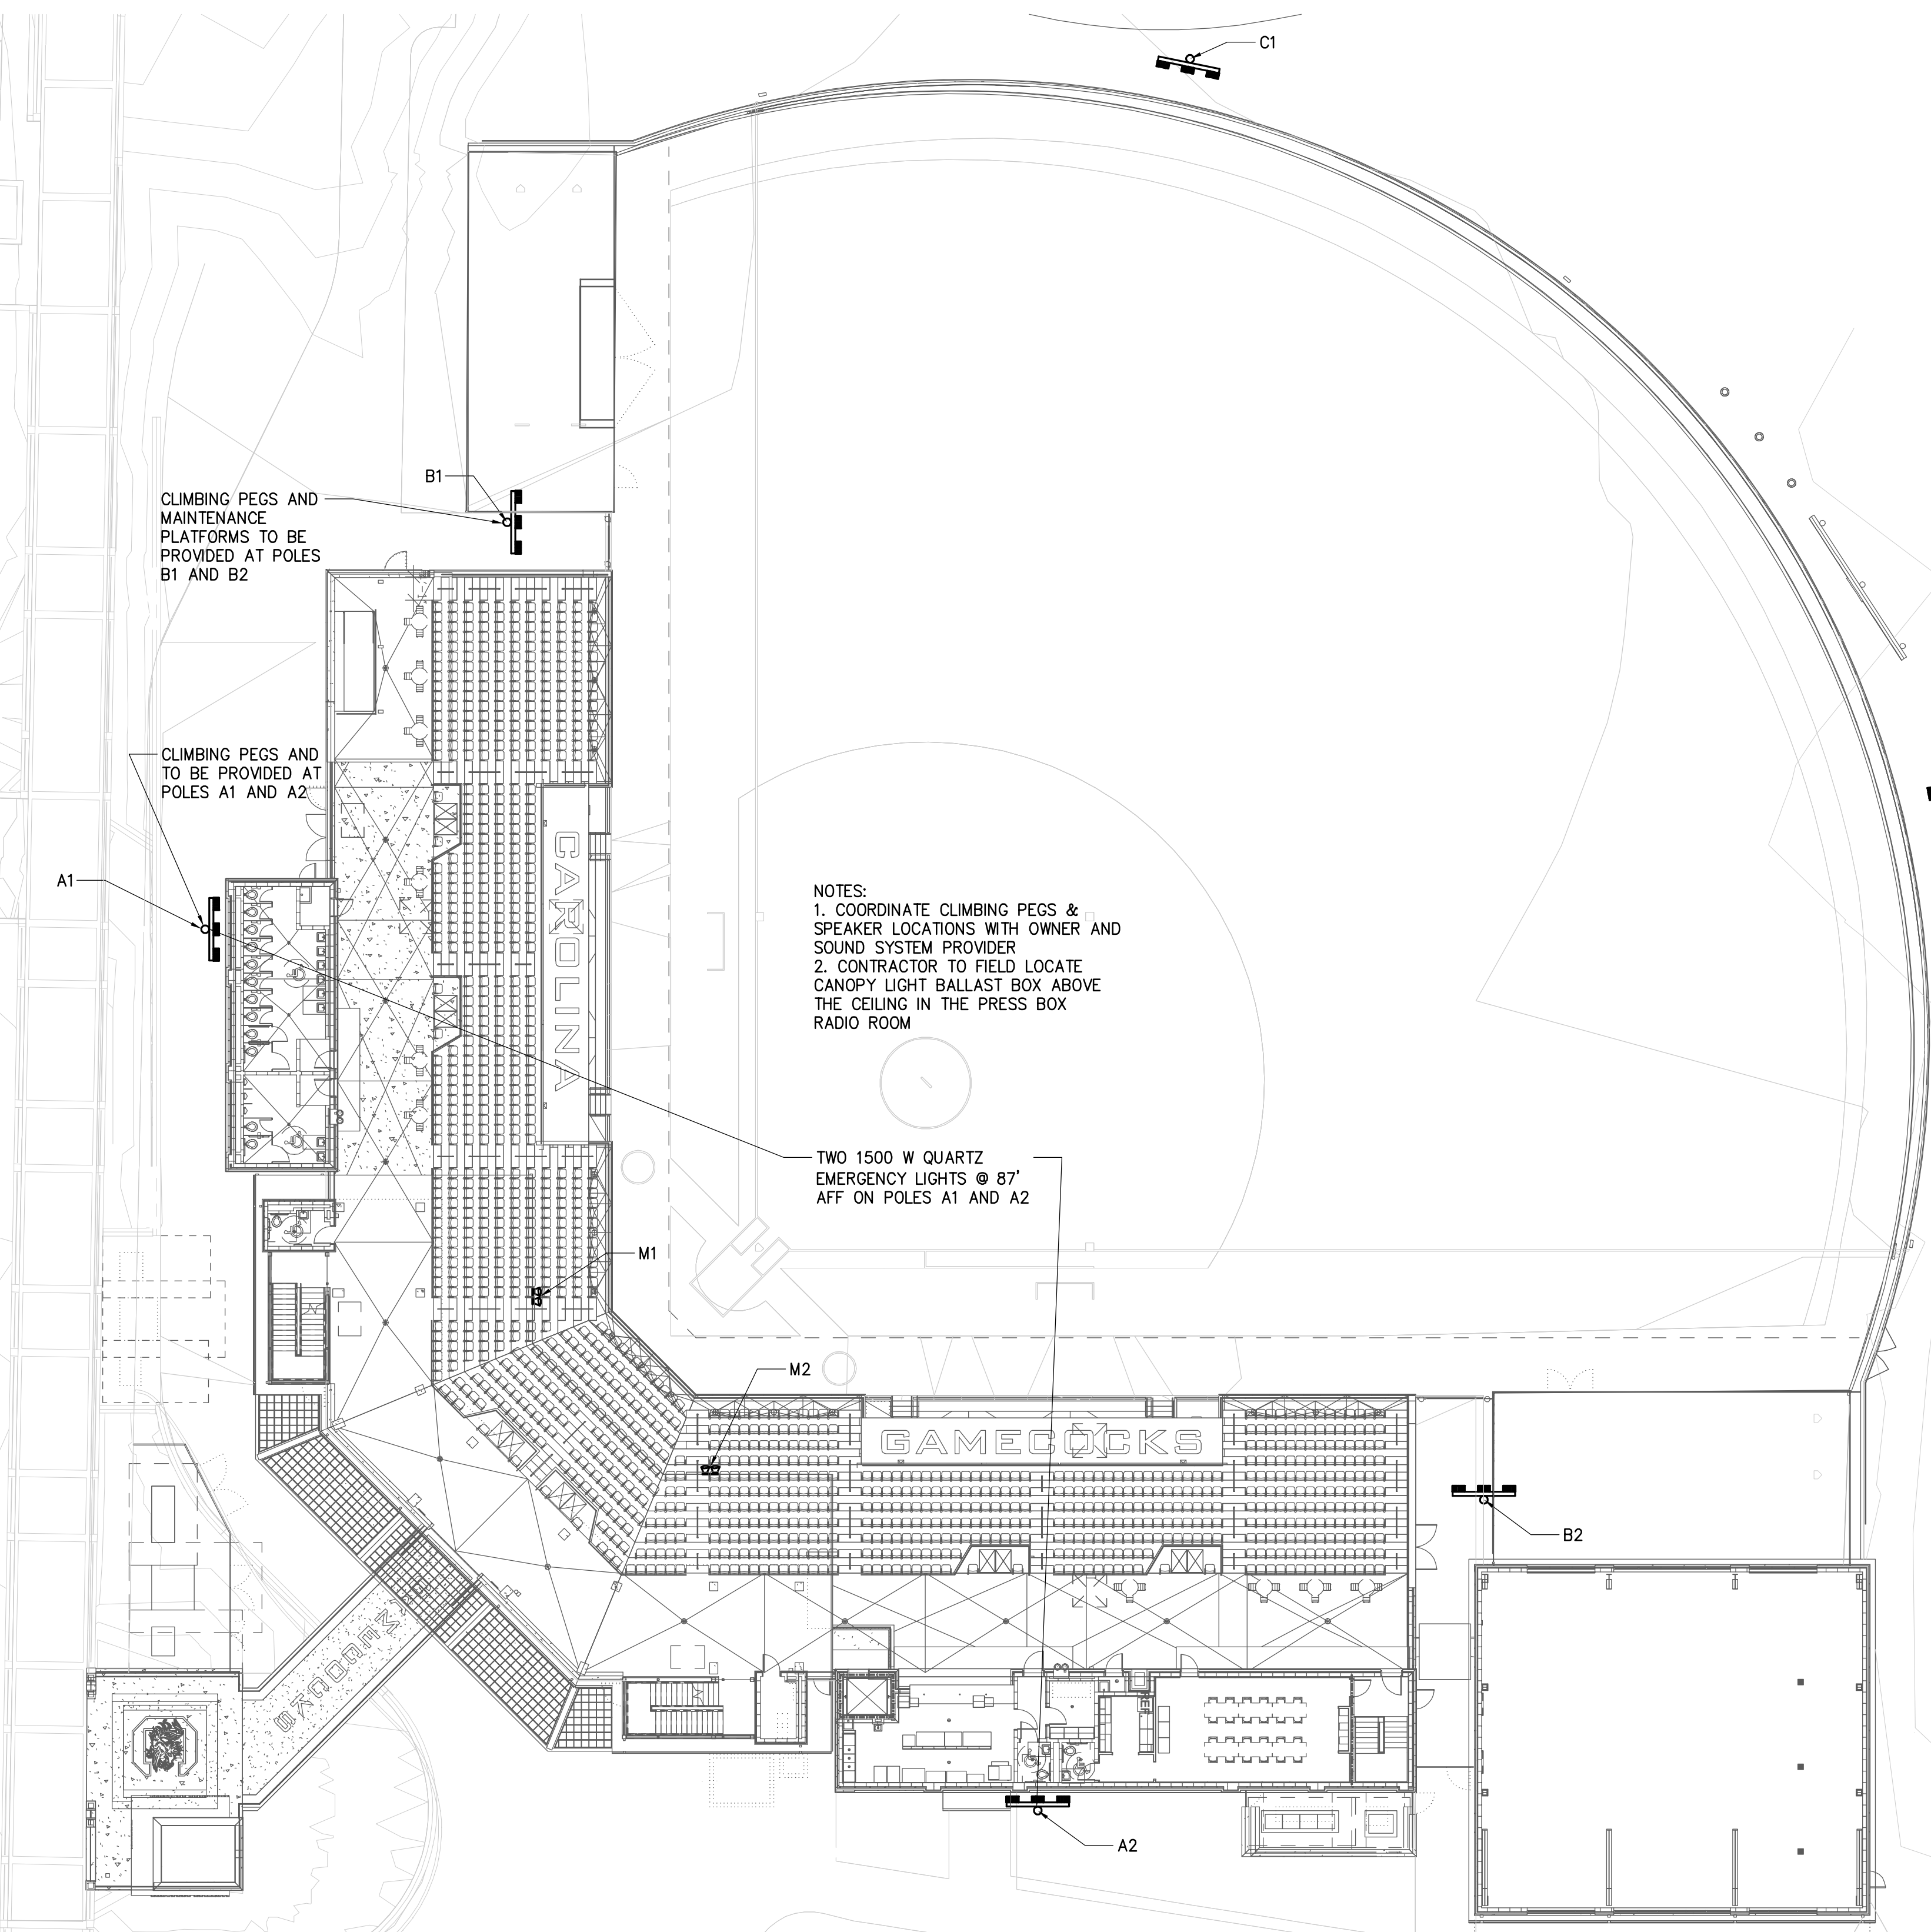 C1
B1
CLIMBING PEGS AND
MAINTENANCE
PLATFORMS TO BE
PROVIDED AT POLES
B1 AND B2
CLIMBING PEGS AND
TO BE PROVIDED AT
POLES A1 AND A2
A1
CAROLINA
NOTES:
1. COORDINATE CLIMBING PEGS &
SPEAKER LOCATIONS WITH OWNER AND
SOUND SYSTEM PROVIDER
2. CONTRACTOR TO FIELD LOCATE
CANOPY LIGHT BALLAST BOX ABOVE
THE CEILING IN THE PRESS BOX
RADIO ROOM
TWO 1500 W QUARTZ
EMERGENCY LIGHTS @ 87'
AFF ON POLES A1 AND A2
M1
M2
GAMECOCKS
B2
A2